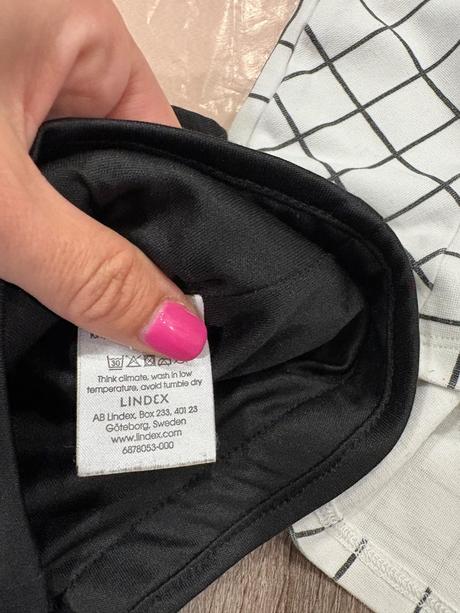 30
Think climate, wash in low
temperature, avoid tumble dry
LINDEX
AB Lindex, Box 233, 401 23
Göteborg, Sweden
www.lindex.com
6878053-000